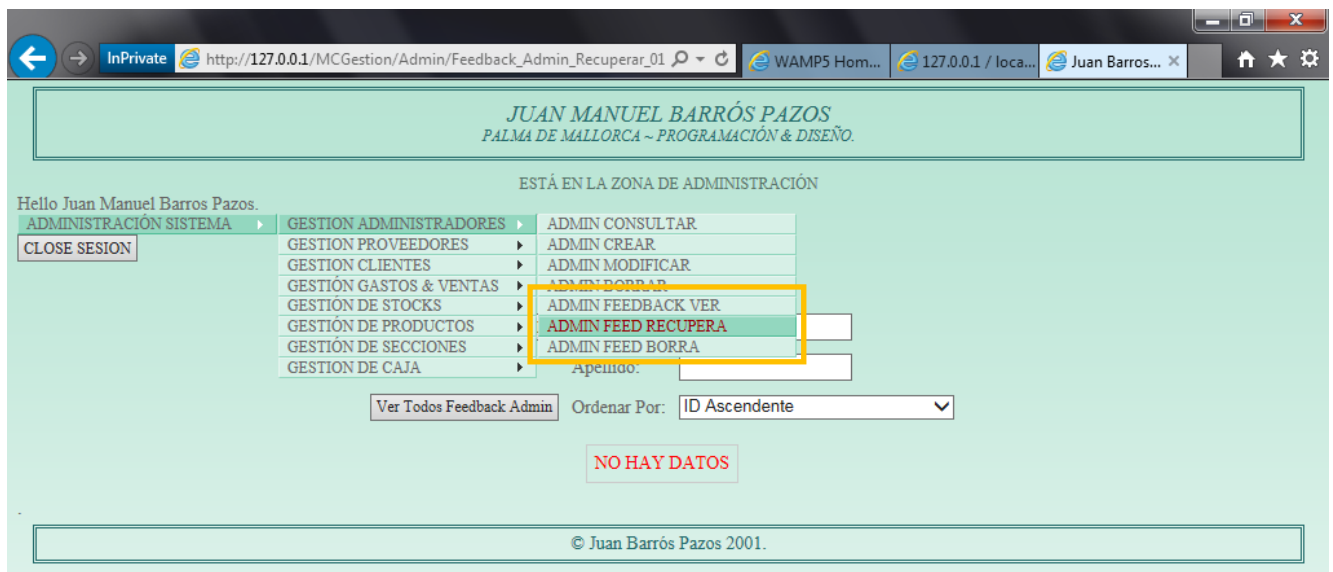 InPrivate http://127.0.0.1/MCGestion/Admin/Feedback_Admin_Recuperar_01 WAMP5 Hom... 127.0.0.1 / loca... Juan Barros...
JUAN MANUEL BARRÓS PAZOS
PALMA DE MALLORCA ~ PROGRAMACIÓN & DISEÑO.
ESTÁ EN LA ZONA DE ADMINISTRACIÓN
Hello Juan Manuel Barros Pazos.
ADMINISTRACIÓN SISTEMA GESTION ADMINISTRADORES ADMIN CONSULTAR
CLOSE SESION GESTION PROVEEDORES ADMIN CREAR
GESTION CLIENTES ADMIN MODIFICAR
GESTIÓN GASTOS & VENTAS ADMIN BORRAR
GESTIÓN DE STOCKS ADMIN FEEDBACK VER
GESTIÓN DE PRODUCTOS ADMIN FEED RECUPERA
GESTIÓN DE SECCIONES ADMIN FEED BORRA
GESTION DE CAJA Apellido:
Ver Todos Feedback Admin Ordenar Por: ID Ascendente
NO HAY DATOS
.
© Juan Barrós Pazos 2001.